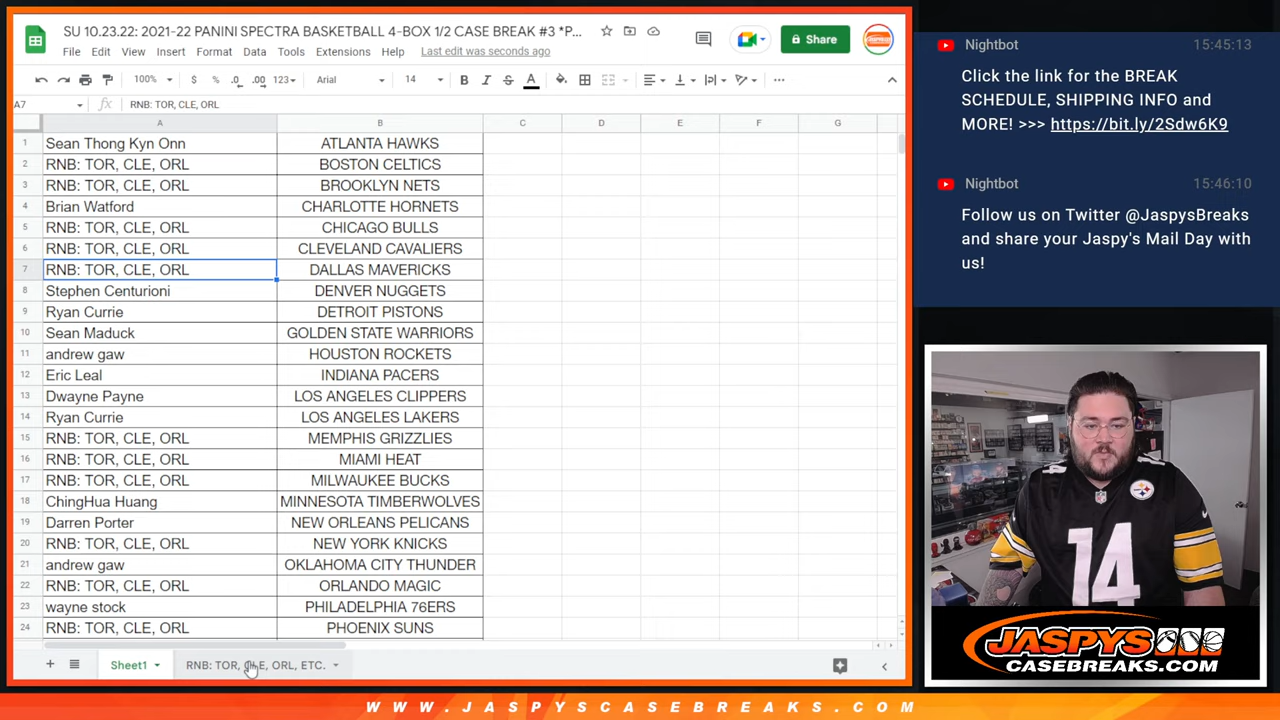 SU 10.23.22: 2021-22 PANINI SPECTRA BASKETBALL 4-BOX 1/2 CASE BREAK #3 *P...
File Edit View Insert Format Data Tools Extensions Help Last edit was seconds ago
Share
100% $ % .0 .00 123 Arial 14 B I S A
A7 fx RNB: TOR, CLE, ORL
A B C D E F G
1 Sean Thong Kyn Onn ATLANTA HAWKS
2 RNB: TOR, CLE, ORL BOSTON CELTICS
3 RNB: TOR, CLE, ORL BROOKLYN NETS
4 Brian Watford CHARLOTTE HORNETS
5 RNB: TOR, CLE, ORL CHICAGO BULLS
6 RNB: TOR, CLE, ORL CLEVELAND CAVALIERS
7 RNB: TOR, CLE, ORL DALLAS MAVERICKS
8 Stephen Centurioni DENVER NUGGETS
9 Ryan Currie DETROIT PISTONS
10 Sean Maduck GOLDEN STATE WARRIORS
11 andrew gaw HOUSTON ROCKETS
12 Eric Leal INDIANA PACERS
13 Dwayne Payne LOS ANGELES CLIPPERS
14 Ryan Currie LOS ANGELES LAKERS
15 RNB: TOR, CLE, ORL MEMPHIS GRIZZLIES
16 RNB: TOR, CLE, ORL MIAMI HEAT
17 RNB: TOR, CLE, ORL MILWAUKEE BUCKS
18 ChingHua Huang MINNESOTA TIMBERWOLVES
19 Darren Porter NEW ORLEANS PELICANS
20 RNB: TOR, CLE, ORL NEW YORK KNICKS
21 andrew gaw OKLAHOMA CITY THUNDER
22 RNB: TOR, CLE, ORL ORLANDO MAGIC
23 wayne stock PHILADELPHIA 76ERS
24 RNB: TOR, CLE, ORL PHOENIX SUNS
Sheet1 RNB: TOR, CLE, ORL, ETC.
Nightbot 15:45:13
Click the link for the BREAK
SCHEDULE, SHIPPING INFO and
MORE! >>> https://bit.ly/2Sdw6K9
Nightbot 15:46:10
Follow us on Twitter @JaspysBreaks
and share your Jaspy's Mail Day with
us!
14
JASPYS
CASEBREAKS.COM
WWW.JASPYSCASEBREAKS.COM